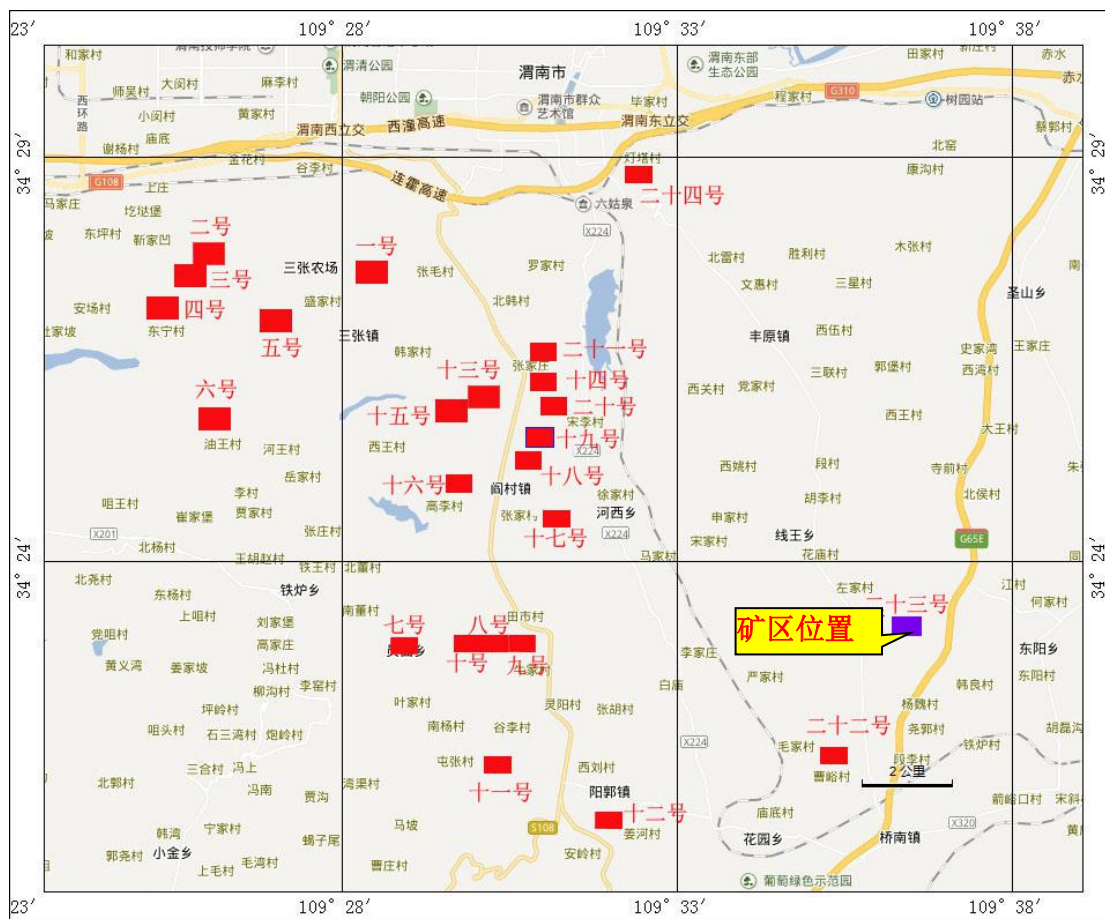 23′
109° 28′
109° 33′
109° 38′
渭南技师学院
和家村
渭清公园
渭南市
渭南东部
生态公园
田家村
赤水
大闵村
麻李村
师吴村
朝阳公园
渭南市群众
艺术馆
毕家村
程家村
G310
树园站
赤水
西环路
小闵村
黄家村
渭南西立交
西潼高速
渭南东立交
蔡郭村
谢杨村
庙底
北窑
34° 29′
金花村
谷李村
灯塔村
康沟村
34° 29′
G108
上庄
连霍高速
二十四号
马家庄
圪垯堡
六姑泉
东坪村
靳家凹
二号
X224
木张村
三号
三张农场
一号
张毛村
罗家村
北雷村
胜利村
文惠村
三星村
圣山乡
安场村
四号
盛家村
北韩村
东宁村
五号
三张镇
韩家村
二十一号
张家庄
丰原镇
西伍村
史家湾
王家庄
六号
十三号
十四号
西关村
党家村
三联村
郭堡村
西湾村
十五号
二十号
宋李村
西王村
大王村
油王村
河王村
西王村
十九号
X224
十八号
西姚村
段村
寺前村
岳家村
十六号
阎村镇
李村
高李村
徐家村
胡李村
北侯村
咀王村
崔家堡
贾家村
十七号
河西乡
申家村
X201
张庄村
X224
宋家村
线王乡
G65E
北杨村
王胡赵村
马家村
花庙村
34° 24′
34° 24′
北尧村
铁王村
北董村
铁炉乡
左家村
江村
东杨村
何家村
上咀村
刘家堡
南董村
田市村
二十三号
党咀村
七号
八号
矿区位置
高家庄
李家庄
东阳乡
黄义湾
姜家坡
冯杜村
十号
九号
李窑村
柳沟村
白庙
严家村
韩良村
东阳村
坪岭村
叶家村
灵阳村
张胡村
杨魏村
咀头村
石三湾村
炮岭村
南杨村
谷李村
二十二号
尧郭村
胡磊沟
X224
毛家村
铁炉村
三合村
冯上
屯张村
西刘村
段李村
曹峪村
2公里
北郭村
冯南
湾渠村
贾沟
十一号
阳郭镇
箭峪口村
十二号
庙底村
宁家村
马坡
S108
姜河村
X320
韩湾
蝎子尾
花园乡
桥南镇
郭尧村
小金乡
毛湾村
曹庄村
安岭村
上毛村
葡萄绿色示范园
23′
109° 28′
109° 33′
109° 38′